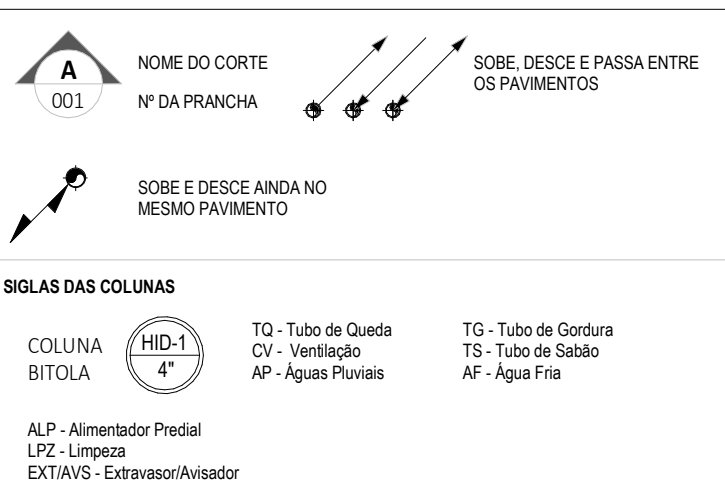 A
001
NOME DO CORTE
Nº DA PRANCHA
SOBE, DESCE E PASSA ENTRE
OS PAVIMENTOS
SOBE E DESCE AINDA NO
MESMO PAVIMENTO
SIGLAS DAS COLUNAS
COLUNA
BITOLA
HID-1
4"
TQ - Tubo de Queda
CV - Ventilação
AP - Águas Pluviais
TG - Tubo de Gordura
TS - Tubo de Sabão
AF - Água Fria
ALP - Alimentador Predial
LPZ - Limpeza
EXT/AVS - Extravasor/Avisador